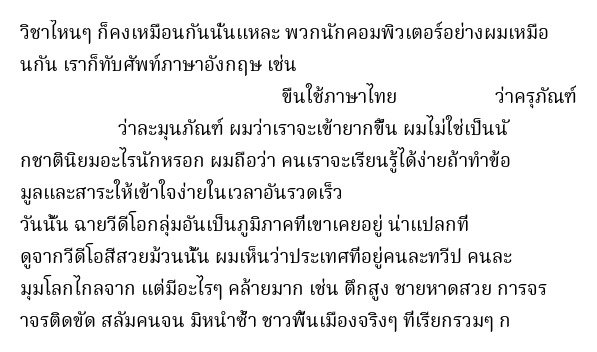 วิชาไหนๆ ก็คงเหมือนกันนั้นแหละ พวกนักคอมพิวเตอร์อย่างผมเหมือ
นกัน เราก็ทับศัพท์ภาษาอังกฤษ เช่น
ขืนใช้ภาษาไทย ว่าครุภัณฑ์
ว่าละมุนภัณฑ์ ผมว่าเราจะเข้ายากขึ้น ผมไม่ใช่เป็นนั
กชาตินิยมอะไรนักหรอก ผมถือว่า คนเราจะเรียนรู้ได้ง่ายถ้าทำข้อ
มูลและสาระให้เข้าใจง่ายในเวลาอันรวดเร็ว
วันนั้น ฉายวีดีโอกลุ่มอันเป็นภูมิภาคที่เขาเคยอยู่ น่าแปลกที่
ดูจากวีดีโอสีสวยม้วนนั้น ผมเห็นว่าประเทศที่อยู่คนละทวีป คนละ
มุมโลกไกลจาก แต่มีอะไรๆ คล้ายมาก เช่น ตึกสูง ชายหาดสวย การจร
าจรติดขัด สลัมคนจน มิหนำซ้ำ ชาวพื้นเมืองจริงๆ ที่เรียกรวมๆ ก